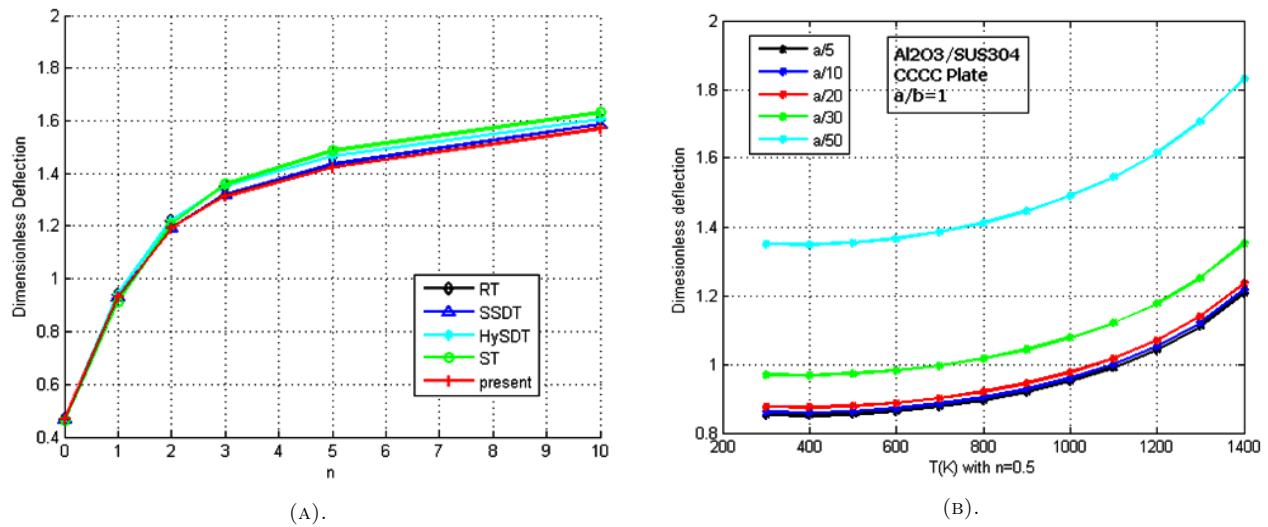 2
1.8
1.6
1.4
1.2
1
0.8
0.6
0.4
Dimensionless Deflection
RT
SSDT
HySDT
ST
present
0 1 2 3 4 5 6 7 8 9 10
n
(A).
2
1.8
1.6
1.4
1.2
1
0.8
Dimesionless deflection
a/5
a/10
a/20
a/30
a/50
Al2O3/SUS304
CCCC Plate
a/b=1
200 400 600 800 1000 1200 1400
T(K) with n=0.5
(B).